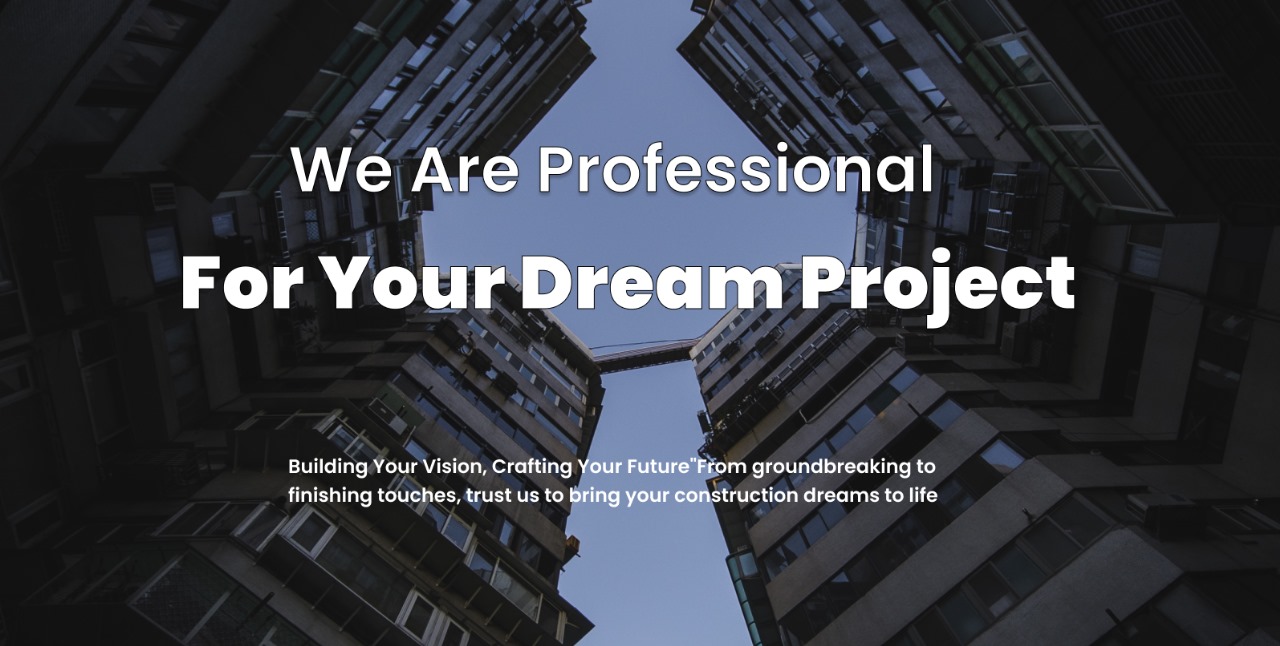 We Are Professional
For Your Dream Project
Building Your Vision, Crafting Your Future"From groundbreaking to
finishing touches, trust us to bring your construction dreams to life